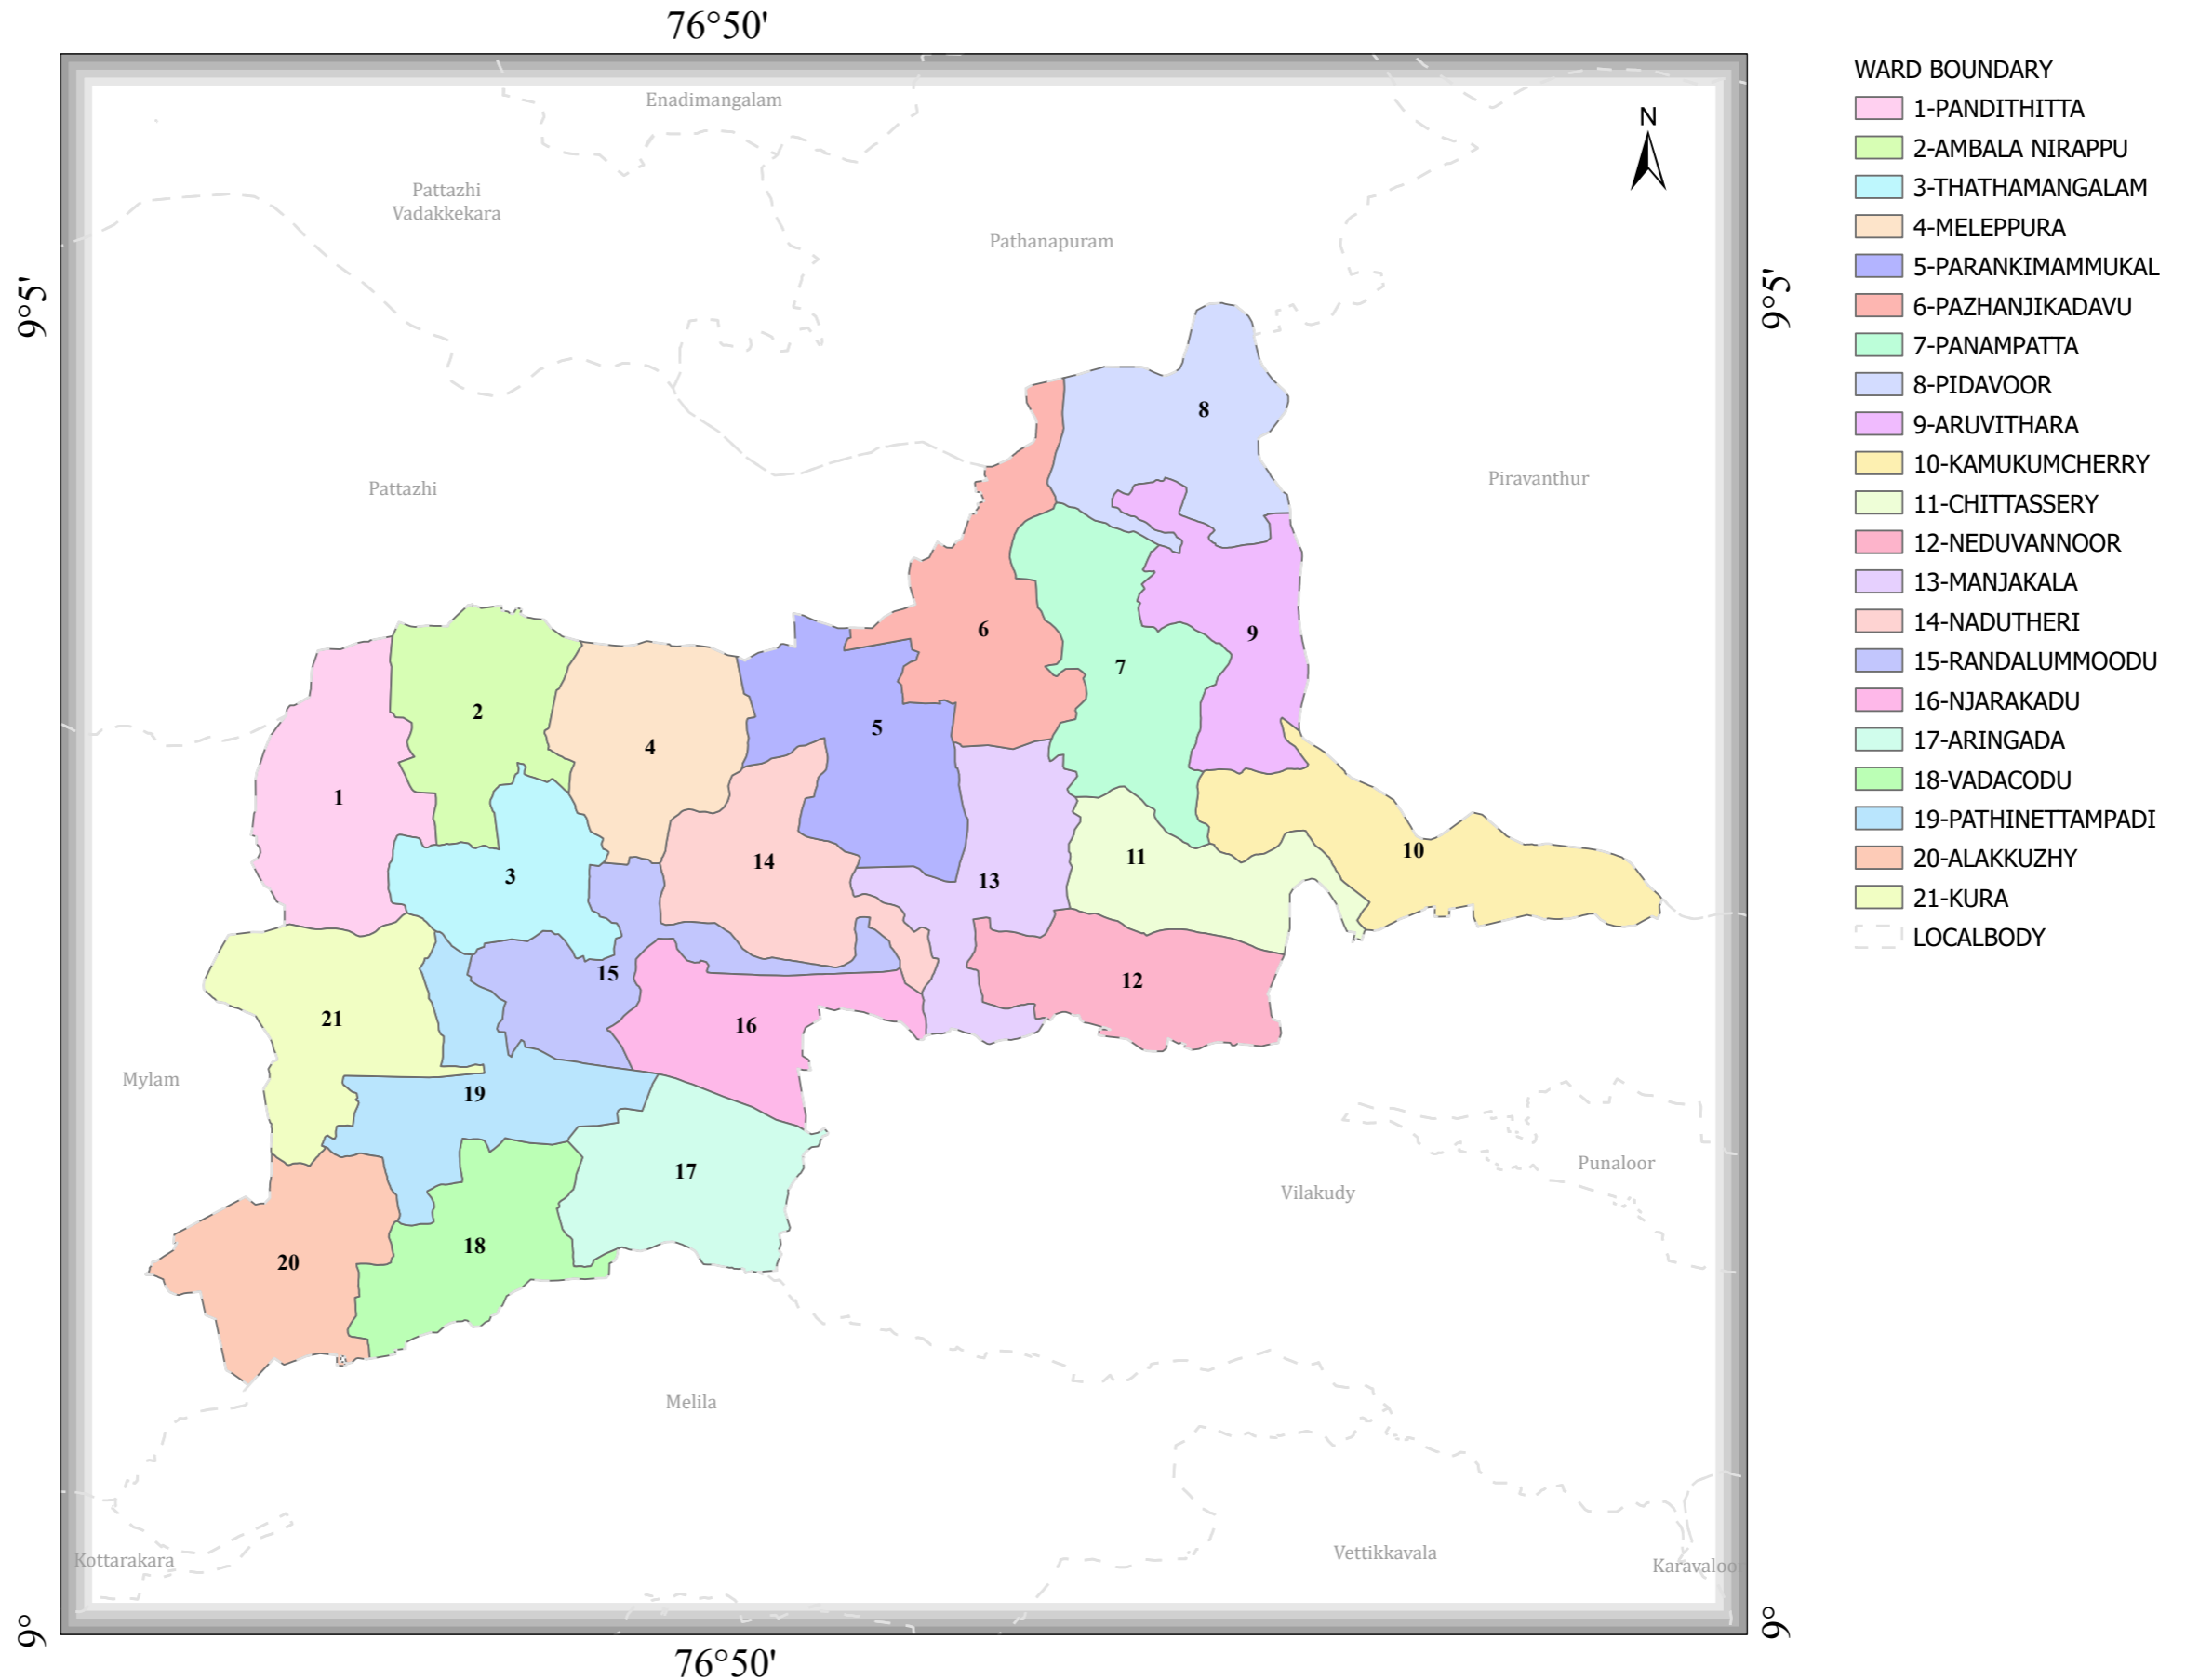 76°50'
WARD BOUNDARY
1-PANDITHITTA
2-AMBALA NIRAPPU
3-THATHAMANGALAM
4-MELEPPURA
5-PARANKIMAMMUKAL
6-PAZHANJIKADAVU
7-PANAMPATTA
8-PIDAVOOR
9-ARUVITHARA
10-KAMUKUMCHERRY
11-CHITTASSERY
12-NEDUVANNOOR
13-MANJAKALA
14-NADUTHERI
15-RANDALUMMOODU
16-NJARAKADU
17-ARINGADA
18-VADACODU
19-PATHINETTAMPADI
20-ALAKKUZHY
21-KURA
LOCALBODY
N
Enadimangalam
Pattazhi
Vadakkekara
Pathanapuram
9°5'
9°5'
8
Piravanthur
Pattazhi
6
9
7
2
5
4
1
10
11
14
3
13
15
12
21
16
Mylam
19
Punaloor
17
Vilakudy
18
20
Melila
Vettikkavala
Kottarakara
Karavaloo
9°
9°
76°50'